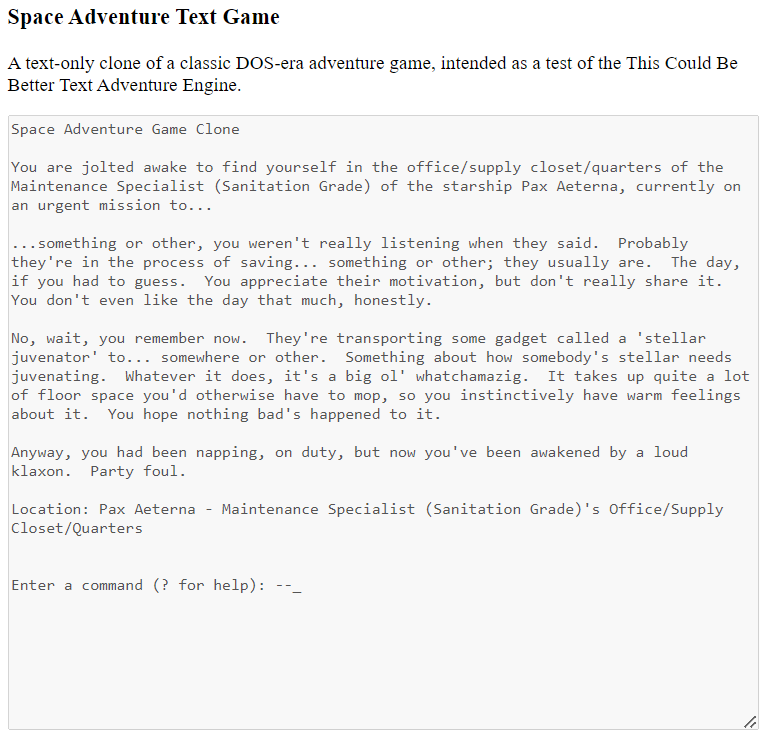 Space Adventure Text Game
A text-only clone of a classic DOS-era adventure game, intended as a test of the This Could Be
Better Text Adventure Engine.
Space Adventure Game Clone
You are jolted awake to find yourself in the office/supply closet/quarters of the
Maintenance Specialist (Sanitation Grade) of the starship Pax Aeterna, currently on
an urgent mission to...
...something or other, you weren't really listening when they said.  Probably
they're in the process of saving... something or other; they usually are.  The day,
if you had to guess.  You appreciate their motivation, but don't really share it.
You don't even like the day that much, honestly.
No, wait, you remember now.  They're transporting some gadget called a 'stellar
juvenator' to... somewhere or other.  Something about how somebody's stellar needs
juvenating.  Whatever it does, it's a big ol' whatchamazig.  It takes up quite a lot
of floor space you'd otherwise have to mop, so you instinctively have warm feelings
about it.  You hope nothing bad's happened to it.
Anyway, you had been napping, on duty, but now you've been awakened by a loud
klaxon.  Party foul.
Location: Pax Aeterna - Maintenance Specialist (Sanitation Grade)'s Office/Supply
Closet/Quarters
Enter a command (? for help): --_